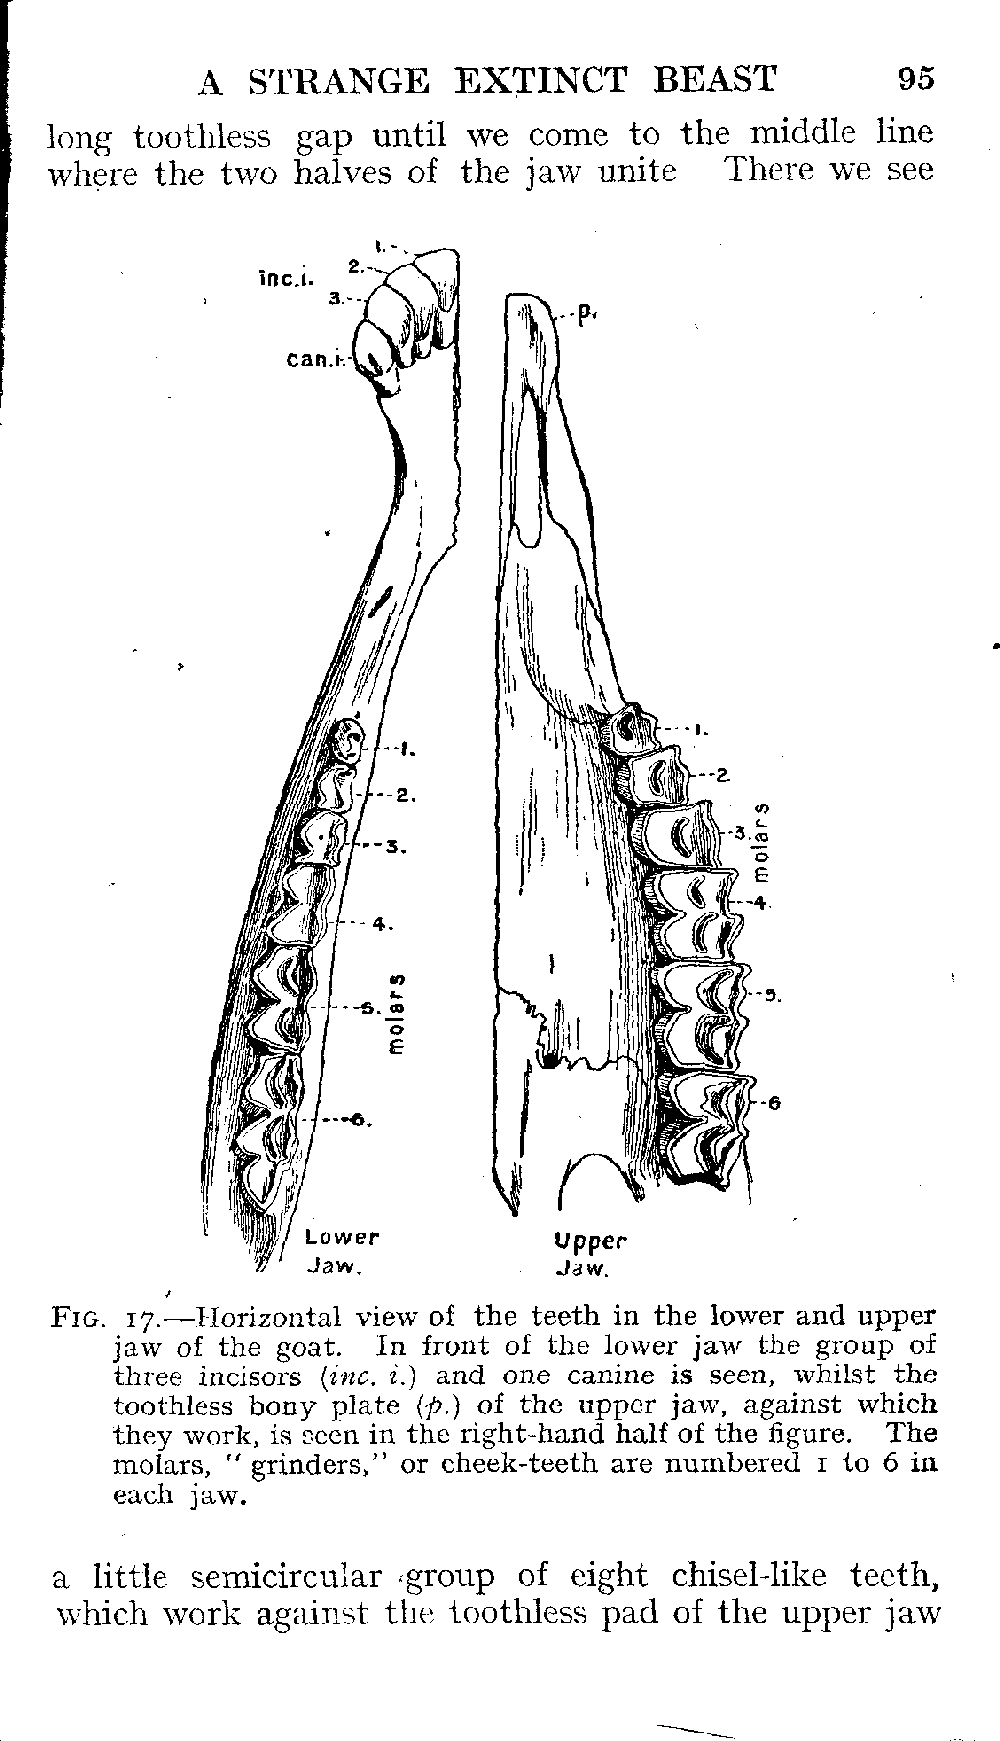 A STRANGE EXTINCT BEAST 95
long toothless gap until we come to the middle line
where the two halves of the jaw unite There we see
1.
2.
inc.i.
3.
can.i.
p.
1.
2.
3.
4.
5.
6.
molars
1.
2
3.
4.
5.
6
molars
Lower
Jaw.
Upper
Jaw.
FIG. 17.—Horizontal view of the teeth in the lower and upper
jaw of the goat. In front of the lower jaw the group of
three incisors (inc. i.) and one canine is seen, whilst the
toothless bony plate (p.) of the upper jaw, against which
they work, is seen in the right-hand half of the figure. The
molars, "grinders," or cheek-teeth are numbered 1 to 6 in
each jaw.
a little semicircular group of eight chisel-like teeth,
which work against the toothless pad of the upper jaw